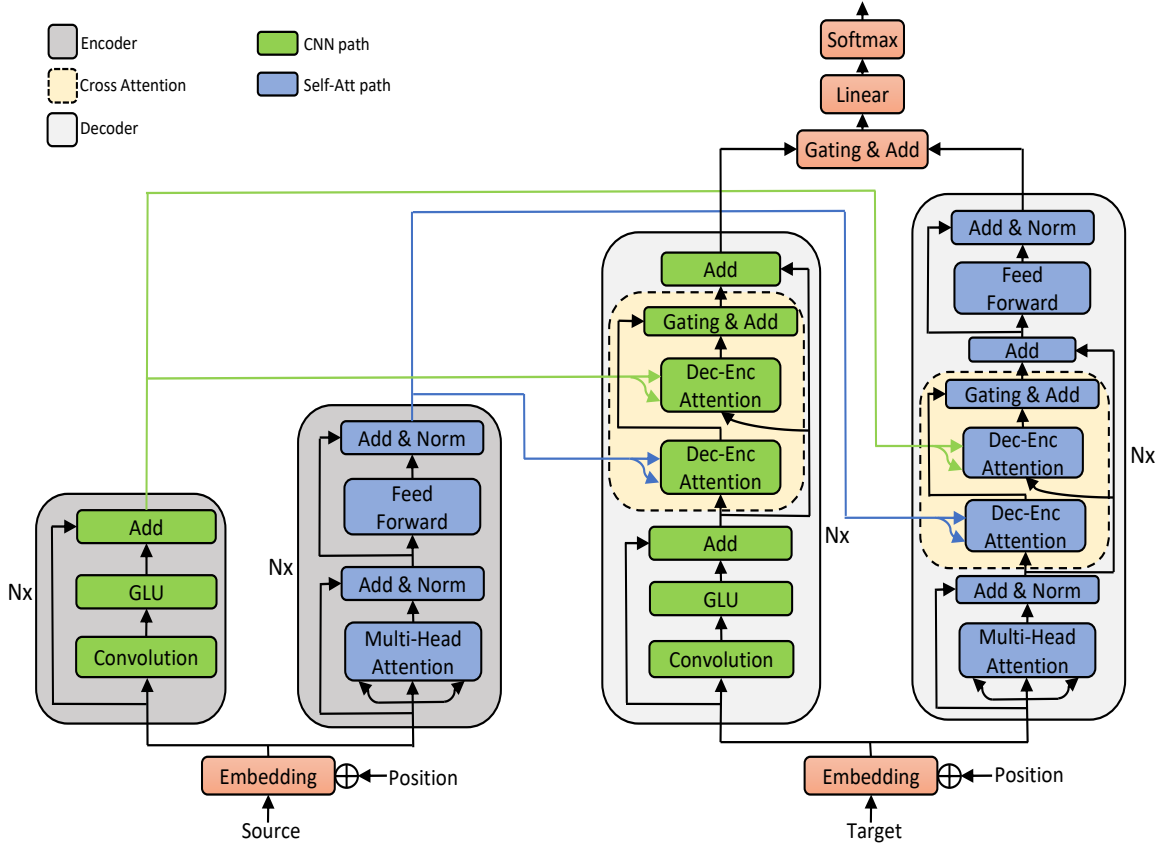 Encoder
Cross Attention
Decoder
CNN path
Self-Att path
Softmax
Linear
Gating & Add
Add
GLU
Convolution
Nx
Add & Norm
Feed
Forward
Add & Norm
Multi-Head
Attention
Nx
Add
Gating & Add
Dec-Enc
Attention
Dec-Enc
Attention
Add
GLU
Convolution
Nx
Add & Norm
Feed
Forward
Add
Gating & Add
Dec-Enc
Attention
Dec-Enc
Attention
Add & Norm
Multi-Head
Attention
Nx
Embedding
Position
Source
Embedding
Position
Target